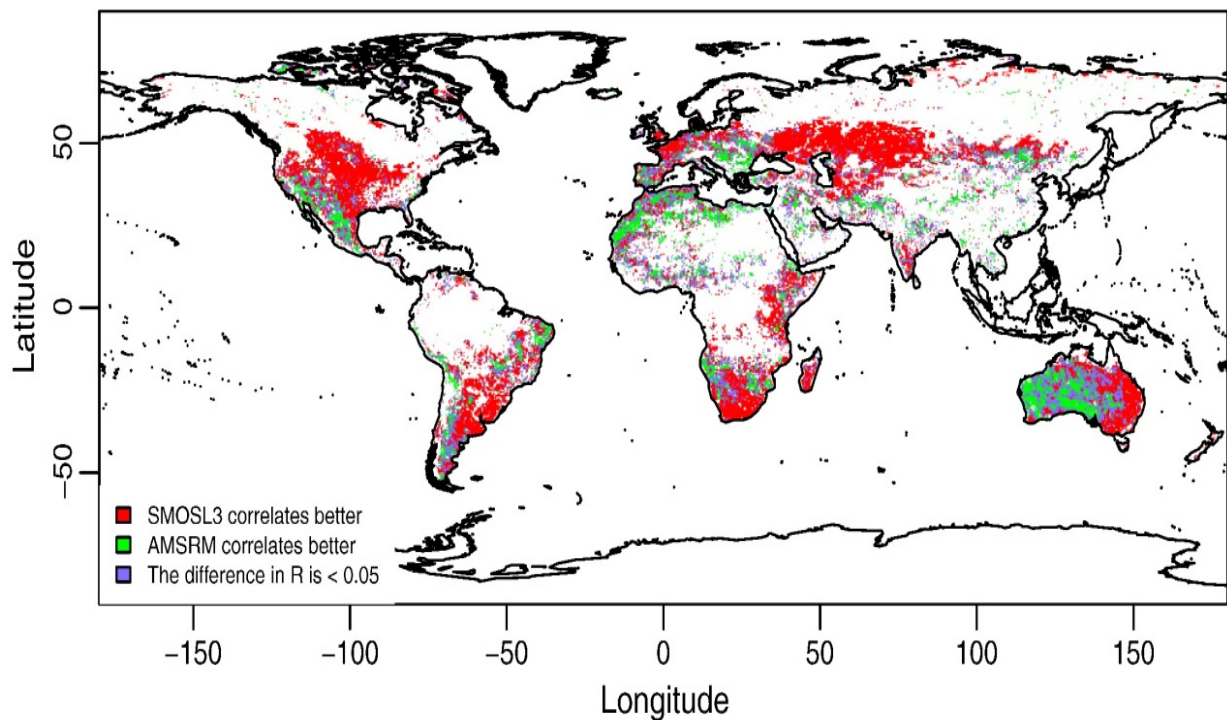 Latitude
50
0
−50
SMOSL3 correlates better
AMSRM correlates better
The difference in R is < 0.05
−150 −100 −50 0 50 100 150
Longitude